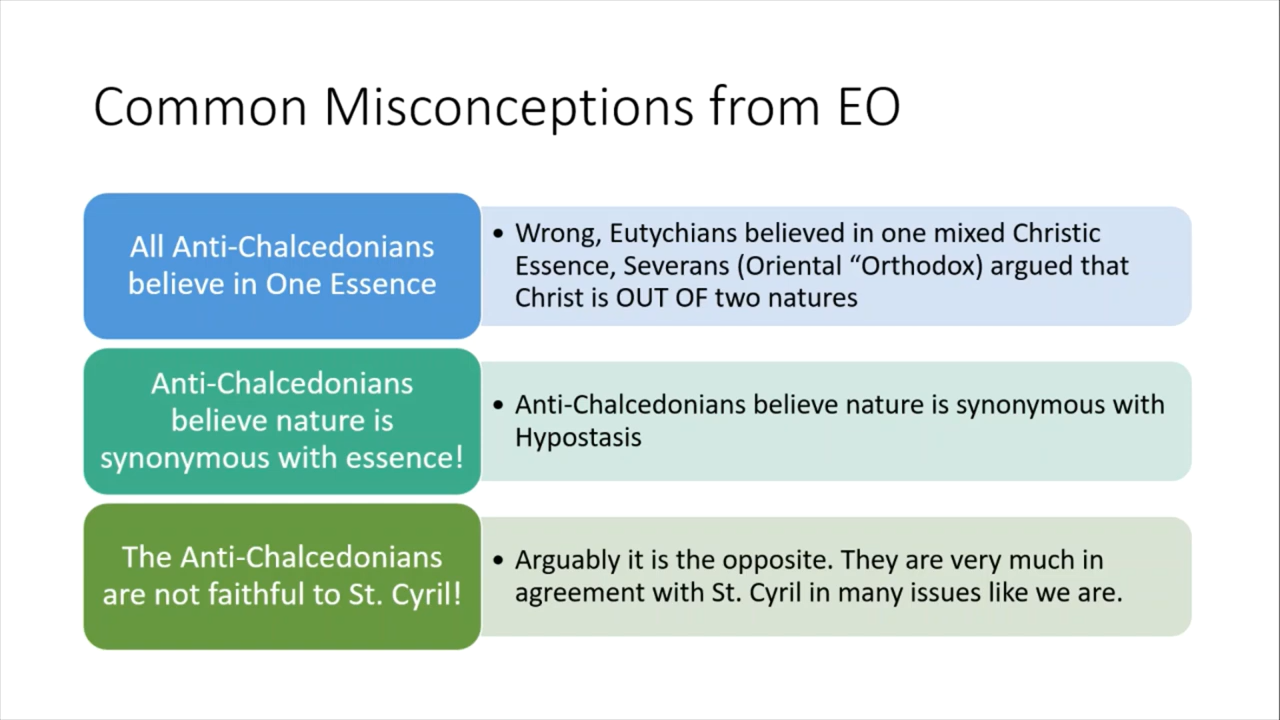 Common Misconceptions from EO
All Anti-Chalcedonians
believe in One Essence
• Wrong, Eutychians believed in one mixed Christic
Essence, Severans (Oriental “Orthodox) argued that
Christ is OUT OF two natures
Anti-Chalcedonians
believe nature is
synonymous with essence!
• Anti-Chalcedonians believe nature is synonymous with
Hypostasis
The Anti-Chalcedonians
are not faithful to St. Cyril!
• Arguably it is the opposite. They are very much in
agreement with St. Cyril in many issues like we are.